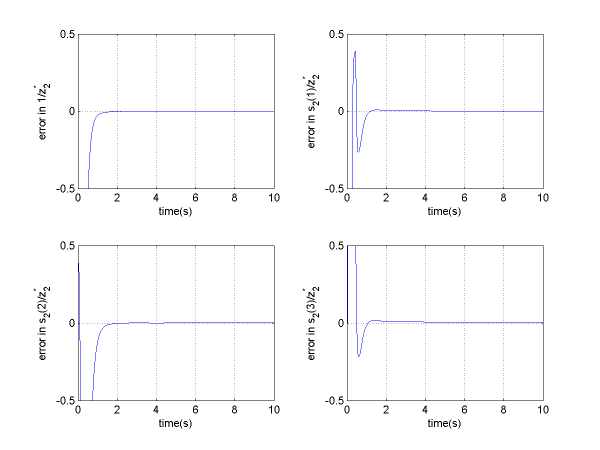 0.5
0
-0.5
0 2 4 6 8 10
time(s)
error in 1/z₂*
0.5
0
-0.5
0 2 4 6 8 10
time(s)
error in s₂(1)/z₂*
0.5
0
-0.5
0 2 4 6 8 10
time(s)
error in s₂(2)/z₂*
0.5
0
-0.5
0 2 4 6 8 10
time(s)
error in s₂(3)/z₂*